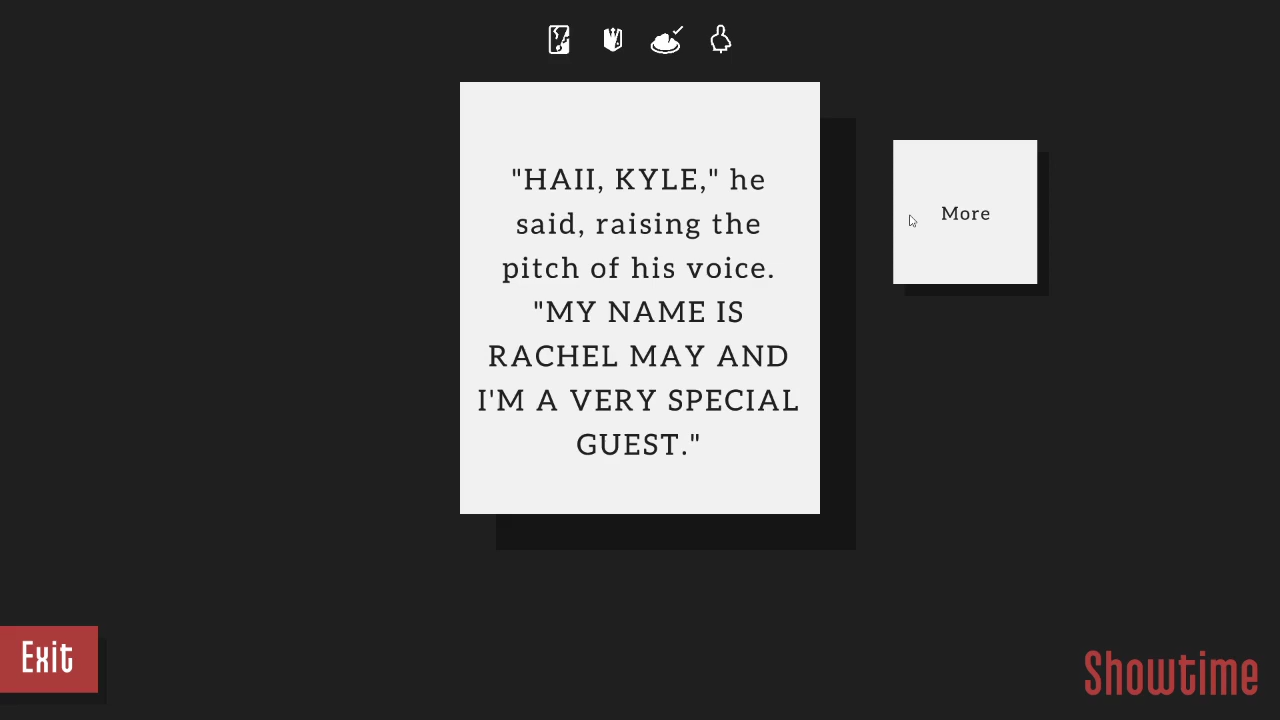 "HAII, KYLE," he
said, raising the
pitch of his voice.
"MY NAME IS
RACHEL MAY AND
I'M A VERY SPECIAL
GUEST."
More
Exit
Showtime